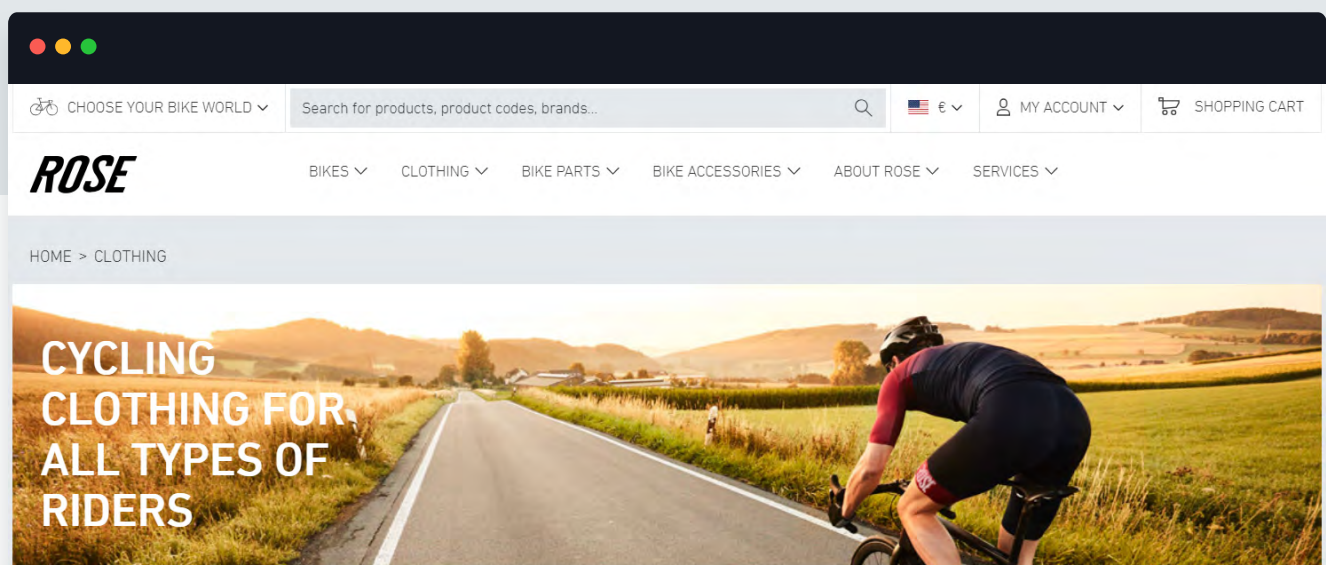 CHOOSE YOUR BIKE WORLD
Search for products, product codes, brands...
€
MY ACCOUNT
SHOPPING CART
ROSE
BIKES
CLOTHING
BIKE PARTS
BIKE ACCESSORIES
ABOUT ROSE
SERVICES
HOME > CLOTHING
CYCLING
CLOTHING FOR
ALL TYPES OF
RIDERS